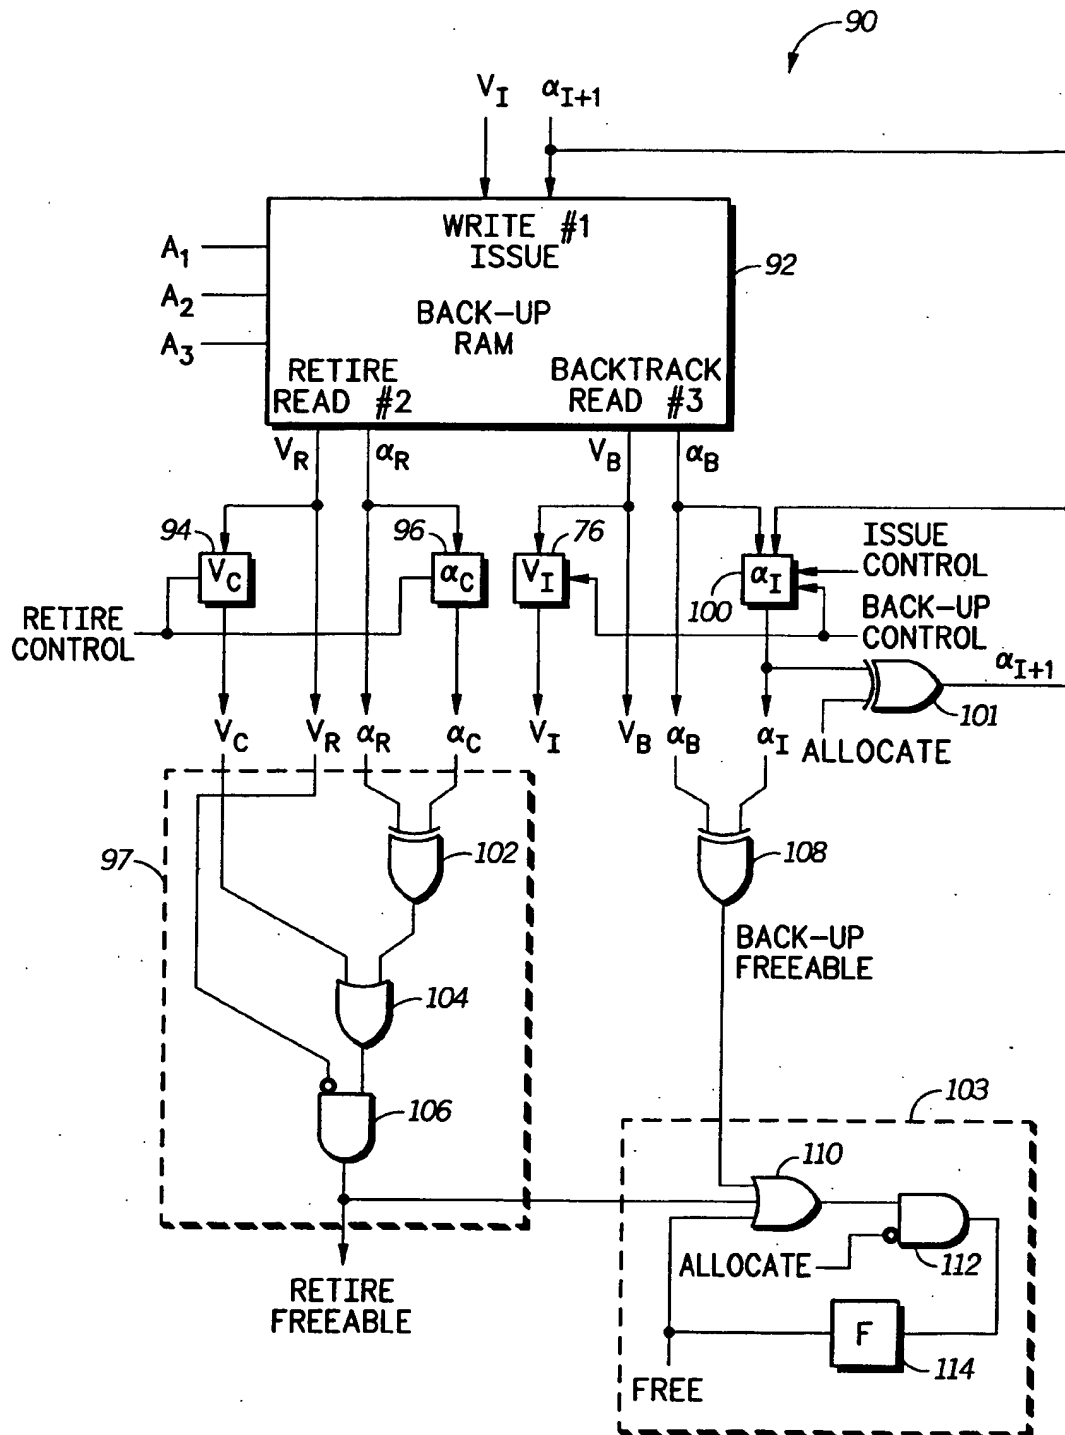 90
V_I α_{I+1}
WRITE #1
ISSUE
92
A_1
A_2
A_3
BACK-UP
RAM
RETIRE
READ #2
BACKTRACK
READ #3
V_R α_R V_B α_B
94 96 76
V_C α_C V_I α_I
100
ISSUE
CONTROL
RETIRE
CONTROL
BACK-UP
CONTROL
α_{I+1}
101
V_C V_R α_R α_C V_I V_B α_B α_I
ALLOCATE
97
102
108
BACK-UP
FREEABLE
104
106
103
110
ALLOCATE
112
RETIRE
FREEABLE
F
114
FREE